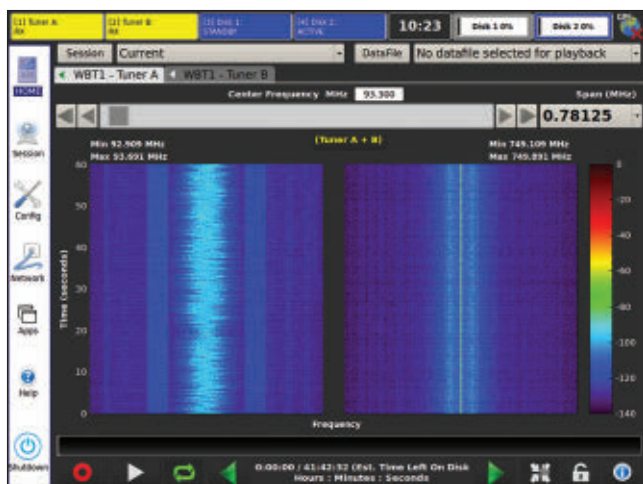 [1] Tuner A:
RX
[2] Tuner B:
RX
[3] Disk 1:
STANDBY
[4] Disk 2:
ACTIVE
10:23
Disk 1 0%
Disk 2 0%
Session
Current
DataFile
No datafile selected for playback
WBT1 - Tuner A
WBT1 - Tuner B
Center Frequency MHz 93.300
Span (MHz)
0.78125
HOME
Session
Config
Network
Apps
Help
Shutdown
(Tuner A + B)
Min 92.909 MHz
Max 93.691 MHz
Min 749.109 MHz
Max 749.891 MHz
Time (seconds)
60
50
40
30
20
10
0
Frequency
0
-20
-40
-60
-80
-100
-120
-140
0:00:00 / 41:42:32 (Est. Time Left On Disk
Hours : Minutes : Seconds